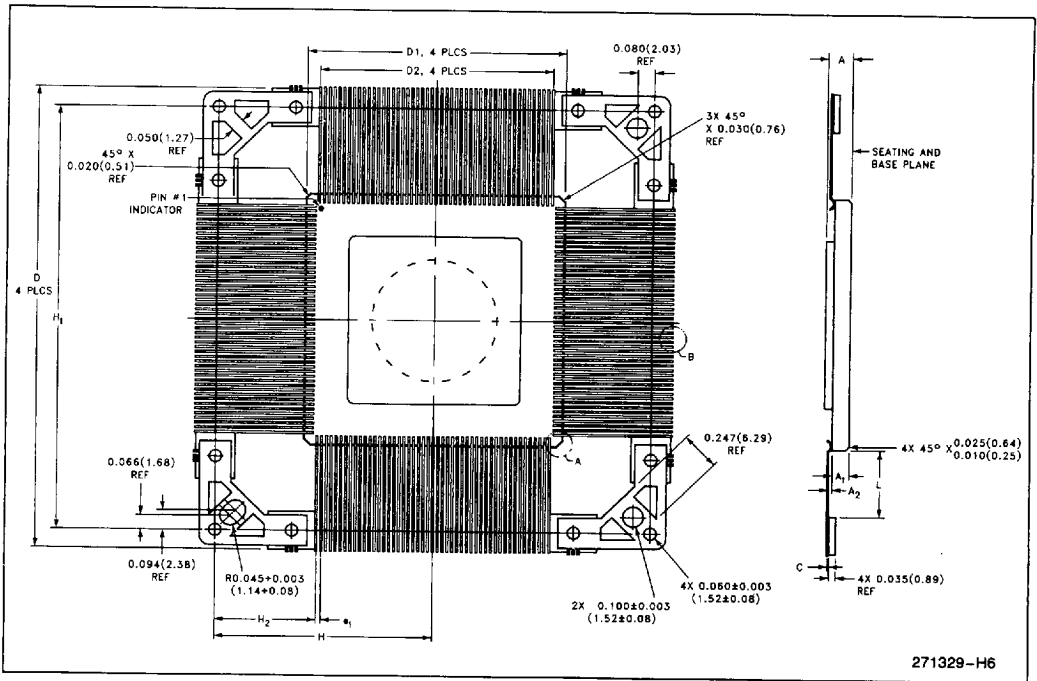 D1, 4 PLCS
D2, 4 PLCS
0.080(2.03)
REF
A
0.050(1.27)
REF
45° X
0.020(0.51)
REF
PIN #1
INDICATOR
3X 45°
X 0.030(0.76)
REF
SEATING AND
BASE PLANE
D
4 PLCS
H1
B
A
0.247(6.29)
REF
4X 45° X 0.025(0.64)
0.010(0.25)
0.066(1.68)
REF
A1
A2
L
0.094(2.38)
REF
R0.045+0.003
(1.14+0.08)
H2
e1
H
2X 0.100±0.003
(1.52±0.08)
4X 0.060±0.003
(1.52±0.08)
C
4X 0.035(0.89)
REF
271329-H6